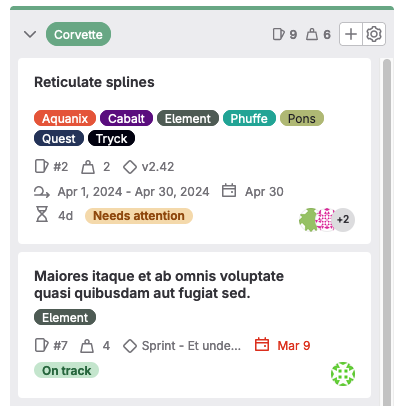 Corvette 9 6
Reticulate splines
Aquanix Cabalt Element Phuffe Pons
Quest Tryck
#2 2 v2.42
Apr 1, 2024 - Apr 30, 2024 Apr 30
4d Needs attention +2
Maiores itaque et ab omnis voluptate
quasi quibusdam aut fugiat sed.
Element
#7 4 Sprint - Et unde... Mar 9
On track